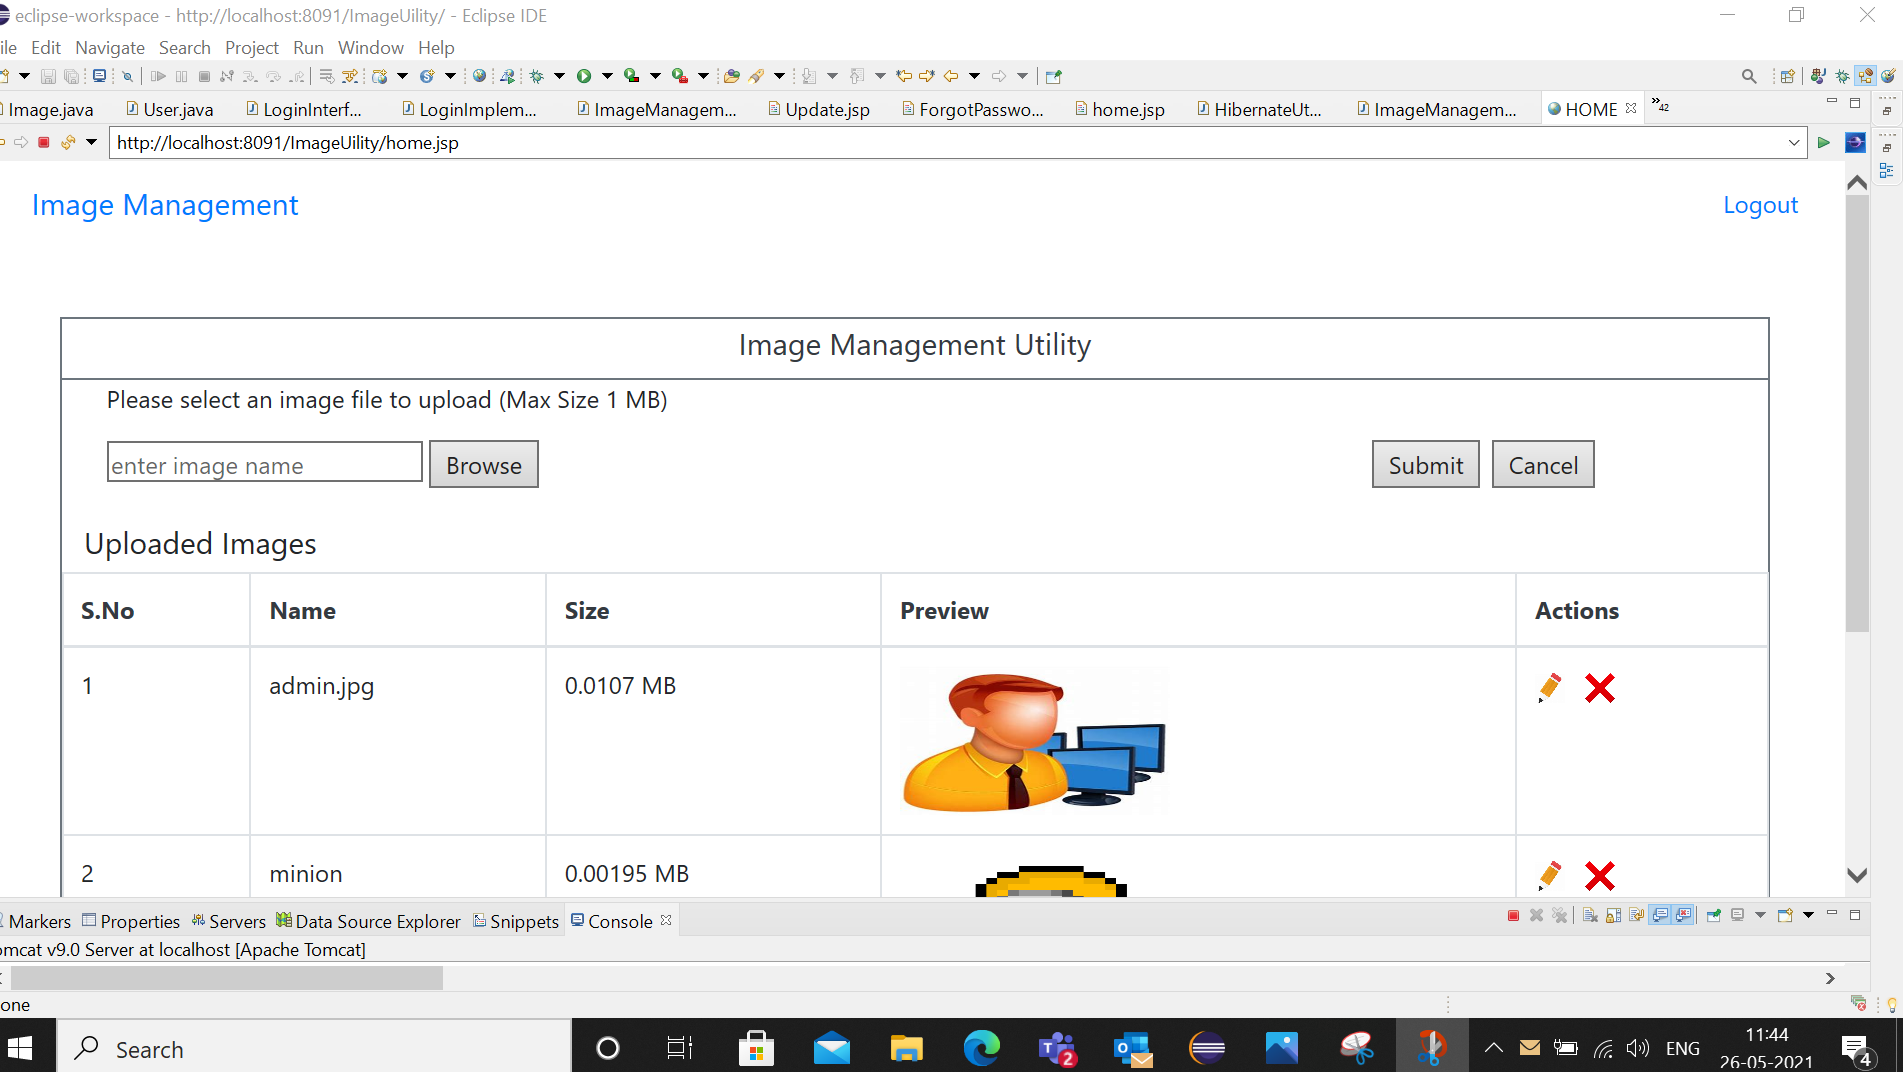 eclipse-workspace - http://localhost:8091/ImageUility/ - Eclipse IDE
ile Edit Navigate Search Project Run Window Help
Image.java User.java LoginInterf... LoginImplem... ImageManagem... Update.jsp ForgotPasswo... home.jsp HibernateUt... ImageManagem... HOME »42
http://localhost:8091/ImageUility/home.jsp
Image Management Logout
Image Management Utility
Please select an image file to upload (Max Size 1 MB)
enter image name Browse Submit Cancel
Uploaded Images
S.No Name Size Preview Actions
1 admin.jpg 0.0107 MB
2 minion 0.00195 MB
Markers Properties Servers Data Source Explorer Snippets Console
omcat v9.0 Server at localhost [Apache Tomcat]
one
Search 2 ENG 11:44
26-05-2021 4